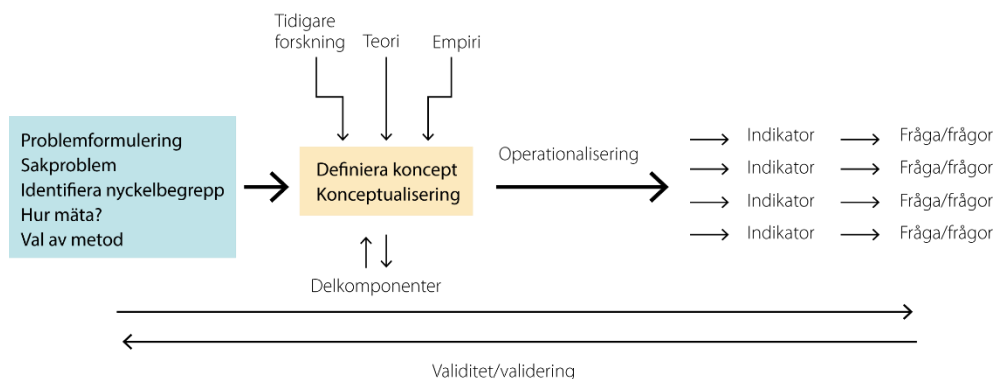 Tidigare
forskning
Teori
Empiri
Problemformulering
Sakproblem
Identifiera nyckelbegrepp
Hur mäta?
Val av metod
Definiera koncept
Konceptualisering
Operationalisering
Indikator
Fråga/frågor
Indikator
Fråga/frågor
Indikator
Fråga/frågor
Indikator
Fråga/frågor
Delkomponenter
Validitet/validering